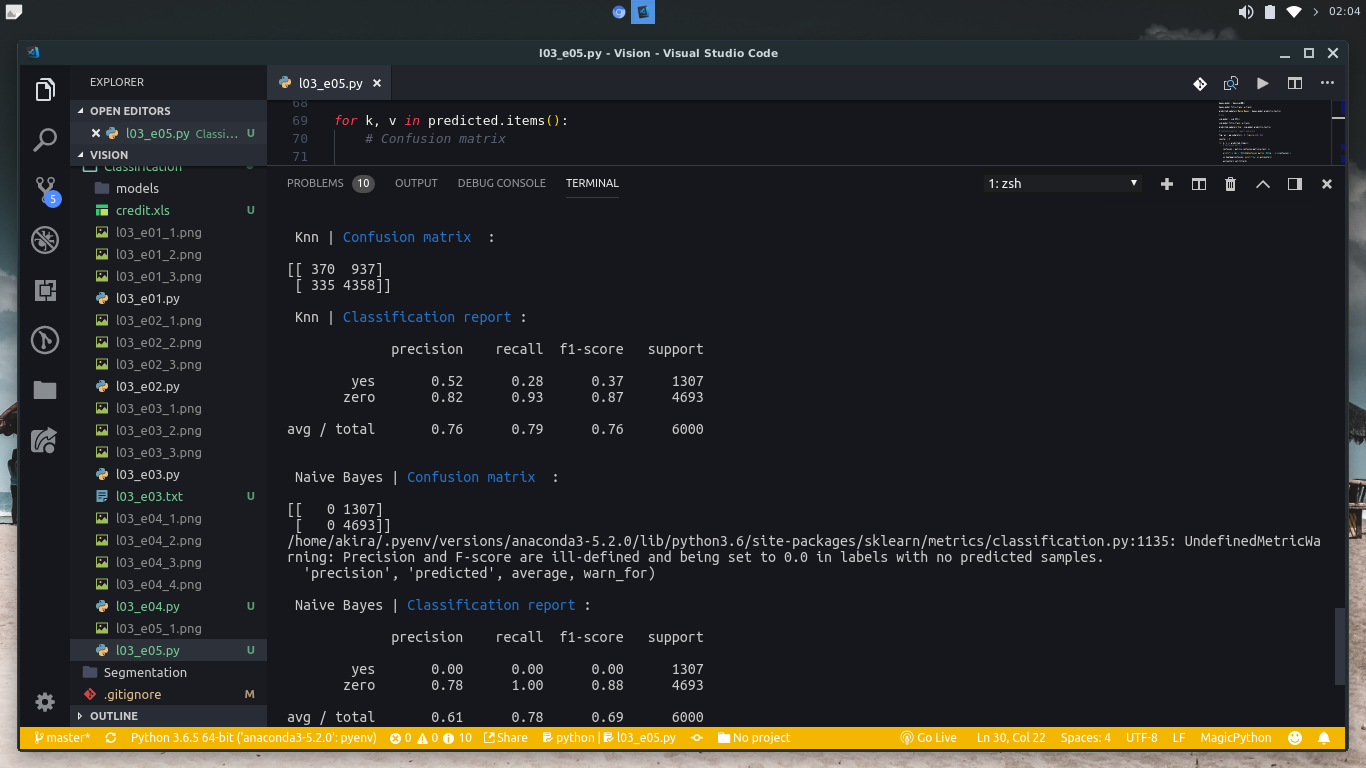 02:04
l03_e05.py - Vision - Visual Studio Code
EXPLORER
OPEN EDITORS
l03_e05.py Classi... U
VISION
Classification
models
credit.xls U
l03_e01_1.png
l03_e01_2.png
l03_e01_3.png
l03_e01.py
l03_e02_1.png
l03_e02_2.png
l03_e02_3.png
l03_e02.py
l03_e03_1.png
l03_e03_2.png
l03_e03_3.png
l03_e03.py
l03_e03.txt U
l03_e04_1.png
l03_e04_2.png
l03_e04_3.png
l03_e04_4.png
l03_e04.py U
l03_e05_1.png
l03_e05.py U
Segmentation
.gitignore M
OUTLINE
5
l03_e05.py
68
69 for k, v in predicted.items():
70 # Confusion matrix
71
PROBLEMS 10 OUTPUT DEBUG CONSOLE TERMINAL 1: zsh
Knn | Confusion matrix :
[[ 370 937]
[ 335 4358]]
Knn | Classification report :
precision recall f1-score support
yes 0.52 0.28 0.37 1307
zero 0.82 0.93 0.87 4693
avg / total 0.76 0.79 0.76 6000
Naive Bayes | Confusion matrix :
[[ 0 1307]
[ 0 4693]]
/home/akira/.pyenv/versions/anaconda3-5.2.0/lib/python3.6/site-packages/sklearn/metrics/classification.py:1135: UndefinedMetricWa
rning: Precision and F-score are ill-defined and being set to 0.0 in labels with no predicted samples.
'precision', 'predicted', average, warn_for)
Naive Bayes | Classification report :
precision recall f1-score support
yes 0.00 0.00 0.00 1307
zero 0.78 1.00 0.88 4693
avg / total 0.61 0.78 0.69 6000
master* Python 3.6.5 64-bit ('anaconda3-5.2.0': pyenv) 0 0 10 Share python | l03_e05.py No project Go Live Ln 30, Col 22 Spaces: 4 UTF-8 LF MagicPython